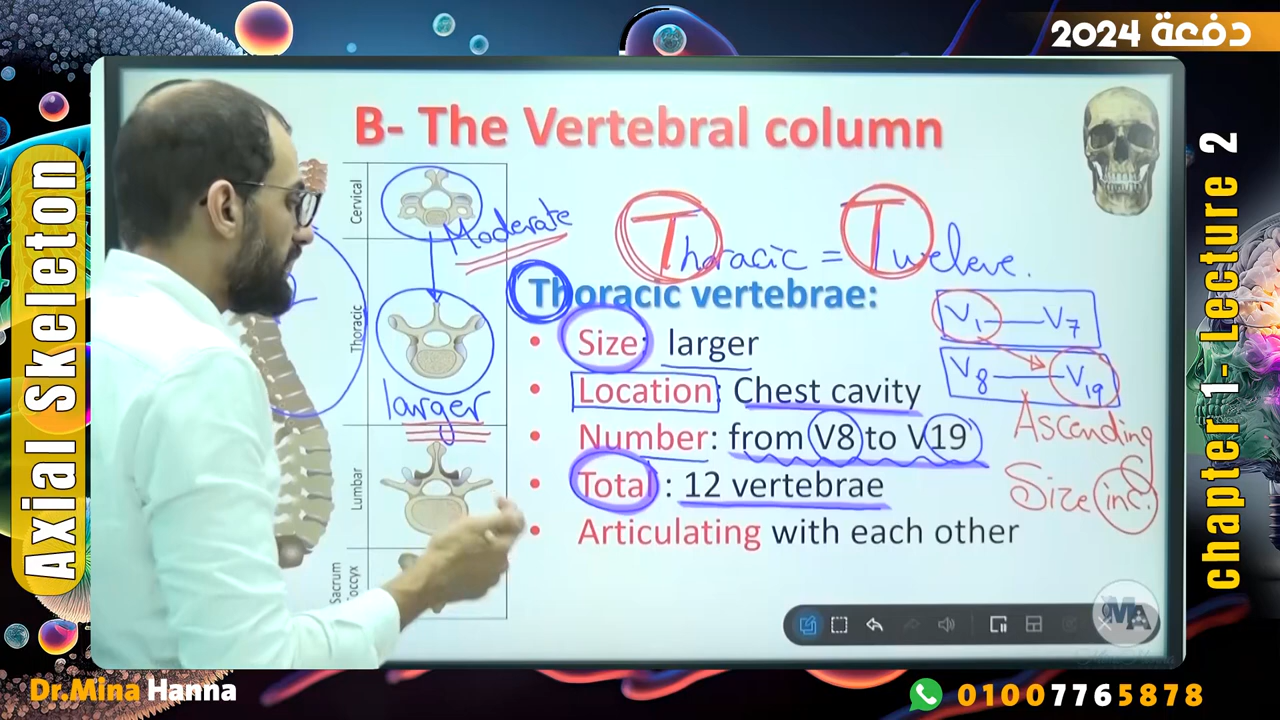 دفعة 2024
Axial Skeleton
chapter 1- Lecture 2
B- The Vertebral column
Cervical
Moderate
Thoracic = Tweleve.
Thoracic
larger
Lumbar
Sacrum
Thoracic vertebrae:
• Size: larger
• Location: Chest cavity
• Number: from V8 to V19
• Total : 12 vertebrae
• Articulating with each other
V1 — V7
V8 — V19
Ascending
Size inc.
MA
Dr.Mina Hanna
01007765878